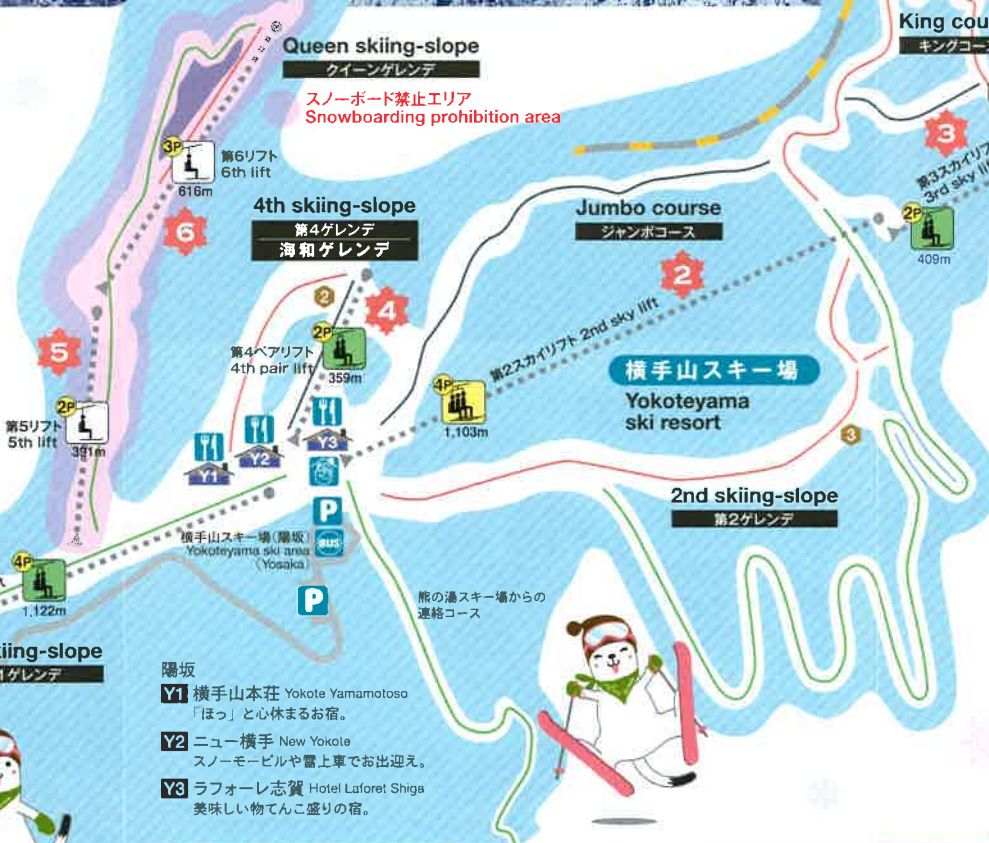 King cou
キングコー
Queen skiing-slope
クイーンゲレンデ
スノーボード禁止エリア
Snowboarding prohibition area
3P
第6リフト
6th lift
616m
6
3
第3スカイリフ
3rd sky li
2P
409m
4th skiing-slope
第4ゲレンデ
海和ゲレンデ
Jumbo course
ジャンボコース
2
2
4
2P
第4ペアリフト
4th pair lift
359m
第2スカイリフト 2nd sky lift
5
4P
1,103m
横手山スキー場
Yokoteyama
ski resort
2P
第5リフト
5th lift
391m
Y1
Y2
Y3
3
P
2nd skiing-slope
第2ゲレンデ
横手山スキー場(陽坂)
Yokoteyama ski area
(Yosaka)
BUS
4P
1,122m
P
熊の湯スキー場からの
連絡コース
iing-slope
1ゲレンデ
陽坂
Y1 横手山本荘 Yokote Yamamotoso
「ほっ」と心休まるお宿。
Y2 ニュー横手 New Yokote
スノーモービルや雪上車でお出迎え。
Y3 ラフォーレ志賀 Hotel Laforet Shiga
美味しい物てんこ盛りの宿。